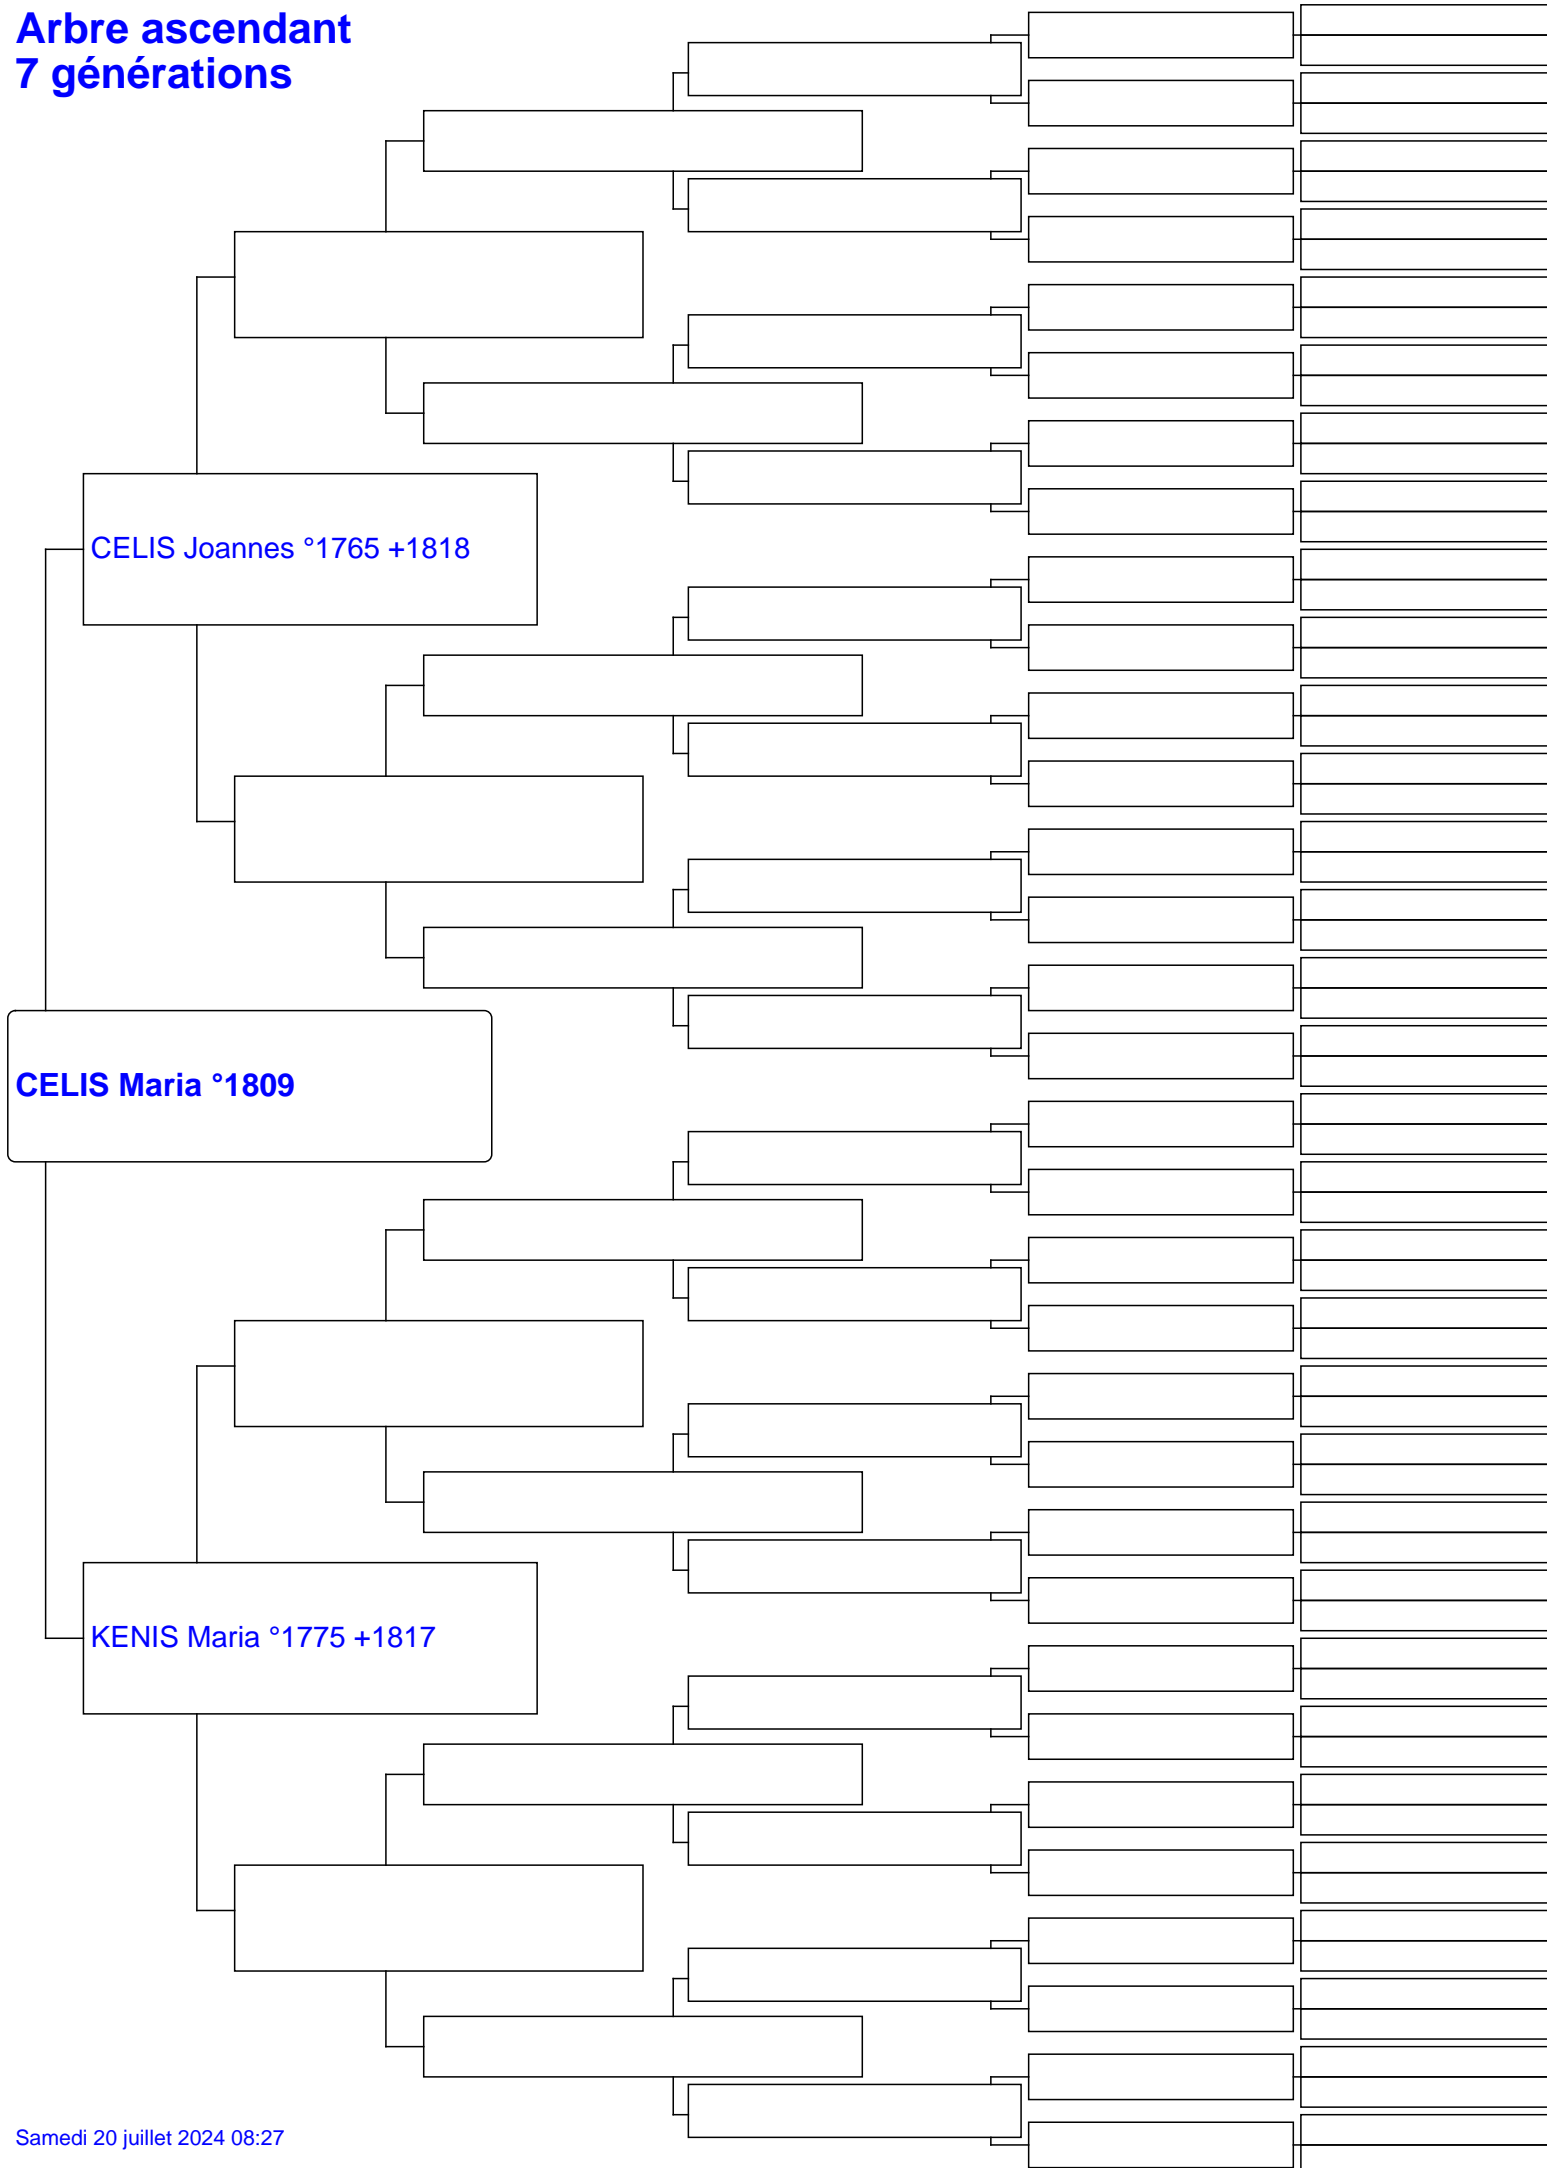 Arbre ascendant
7 générations
CELIS Joannes °1765 +1818
CELIS Maria °1809
KENIS Maria °1775 +1817
Samedi 20 juillet 2024 08:27